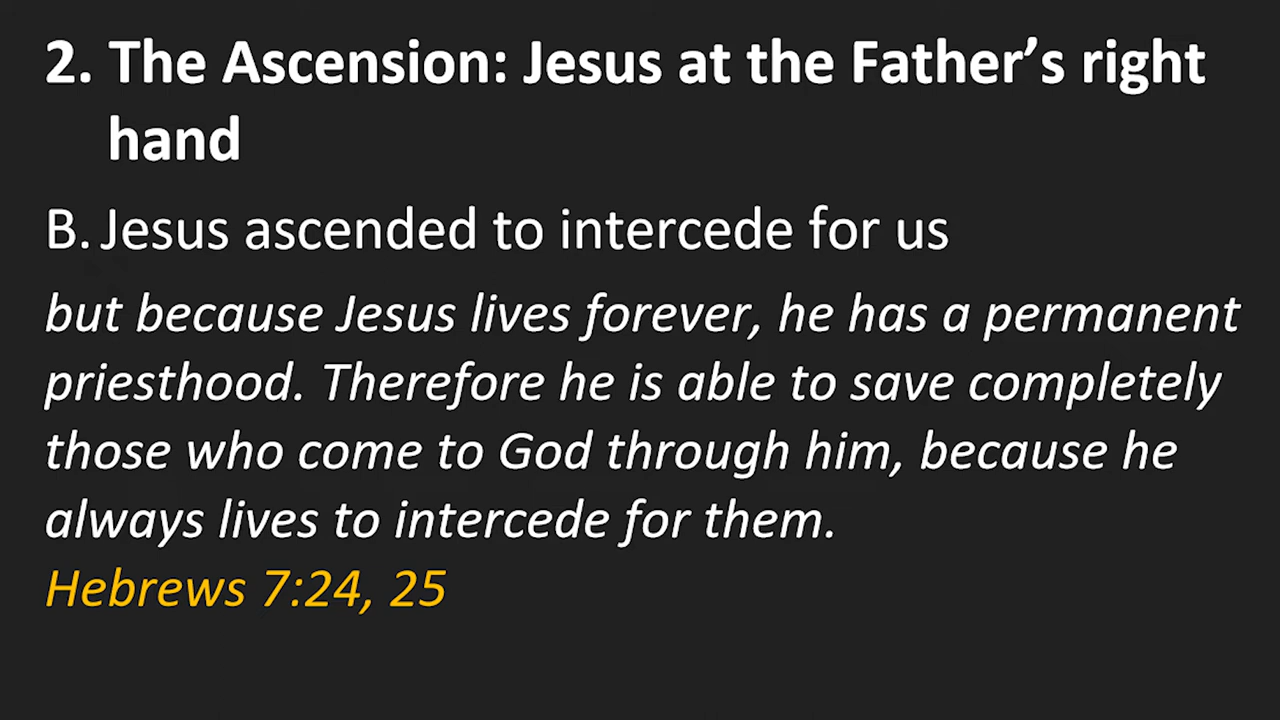 2. The Ascension: Jesus at the Father’s right
hand
B. Jesus ascended to intercede for us
but because Jesus lives forever, he has a permanent
priesthood. Therefore he is able to save completely
those who come to God through him, because he
always lives to intercede for them.
Hebrews 7:24, 25